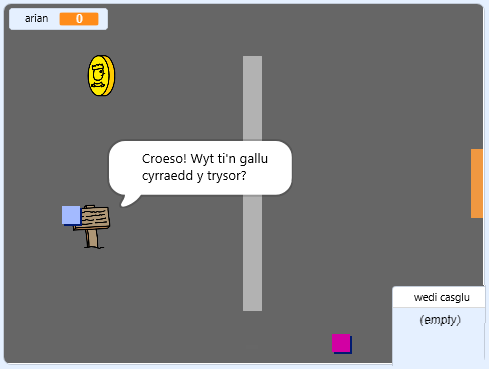 arian
0
Croeso! Wyt ti'n gallu
cyrraedd y trysor?
wedi casglu
(empty)